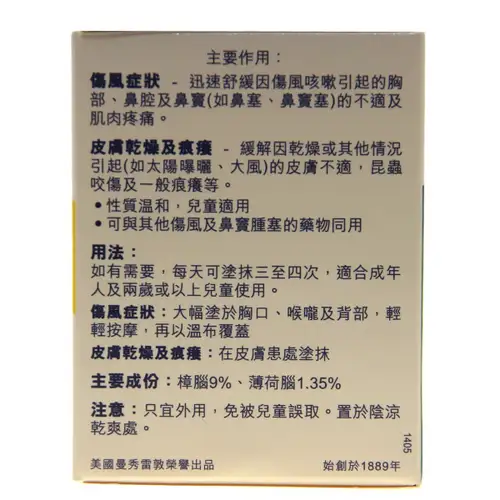 主要作用：
傷風症狀 - 迅速舒緩因傷風咳嗽引起的胸
部、鼻腔及鼻竇(如鼻塞、鼻竇塞)的不適及
肌肉疼痛。
皮膚乾燥及痕癢 - 緩解因乾燥或其他情況
引起(如太陽曝曬、大風)的皮膚不適，昆蟲
咬傷及一般痕癢等。
•性質温和，兒童適用
•可與其他傷風及鼻竇腫塞的藥物同用
用法：
如有需要，每天可塗抹三至四次，適合成年
人及兩歲或以上兒童使用。
傷風症狀：大幅塗於胸口、喉嚨及背部，輕
輕按摩，再以溫布覆蓋
皮膚乾燥及痕癢：在皮膚患處塗抹
主要成份：樟腦9%、薄荷腦1.35%
注意：只宜外用，免被兒童誤取。置於陰涼
乾爽處。
1405
美國曼秀雷敦榮譽出品
始創於1889年